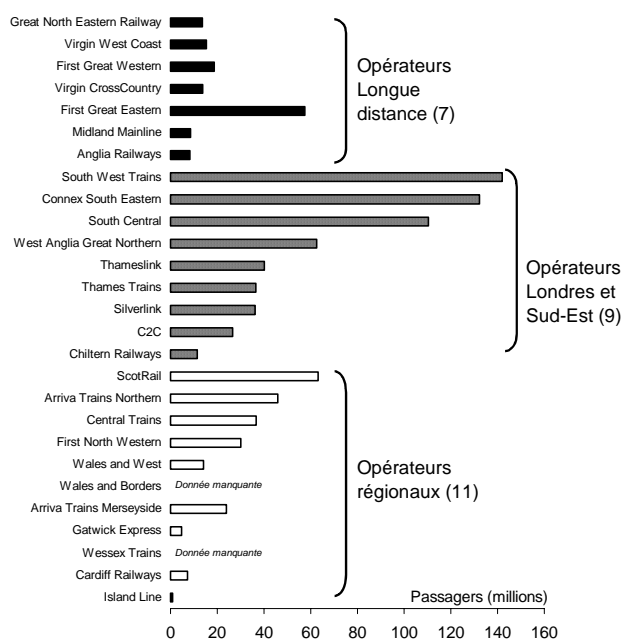 Great North Eastern Railway
Virgin West Coast
First Great Western
Virgin CrossCountry
First Great Eastern
Midland Mainline
Anglia Railways
Opérateurs
Longue
distance (7)
South West Trains
Connex South Eastern
South Central
West Anglia Great Northern
Thameslink
Thames Trains
Silverlink
C2C
Chiltern Railways
Opérateurs
Londres et
Sud-Est (9)
ScotRail
Arriva Trains Northern
Central Trains
First North Western
Wales and West
Wales and Borders Donnée manquante
Arriva Trains Merseyside
Gatwick Express
Wessex Trains Donnée manquante
Cardiff Railways
Island Line
Opérateurs
régionaux (11)
Passagers (millions)
0 20 40 60 80 100 120 140 160